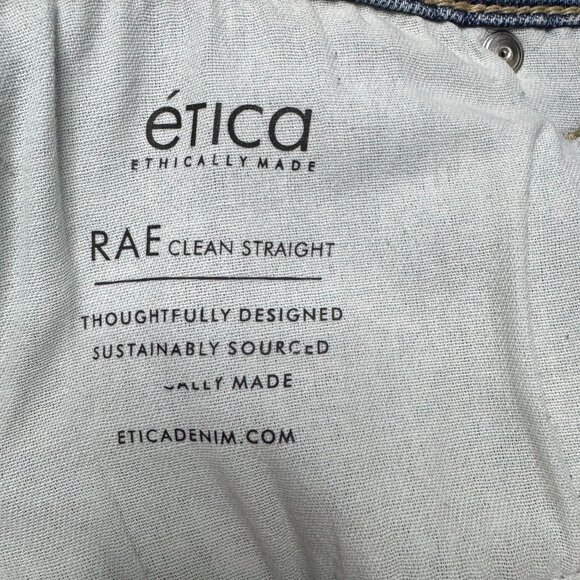 éTICa
ETHICALLY MADE
RAE CLEAN STRAIGHT
THOUGHTFULLY DESIGNED
SUSTAINABLY SOURCED
MADE
ETICADENIM.COM